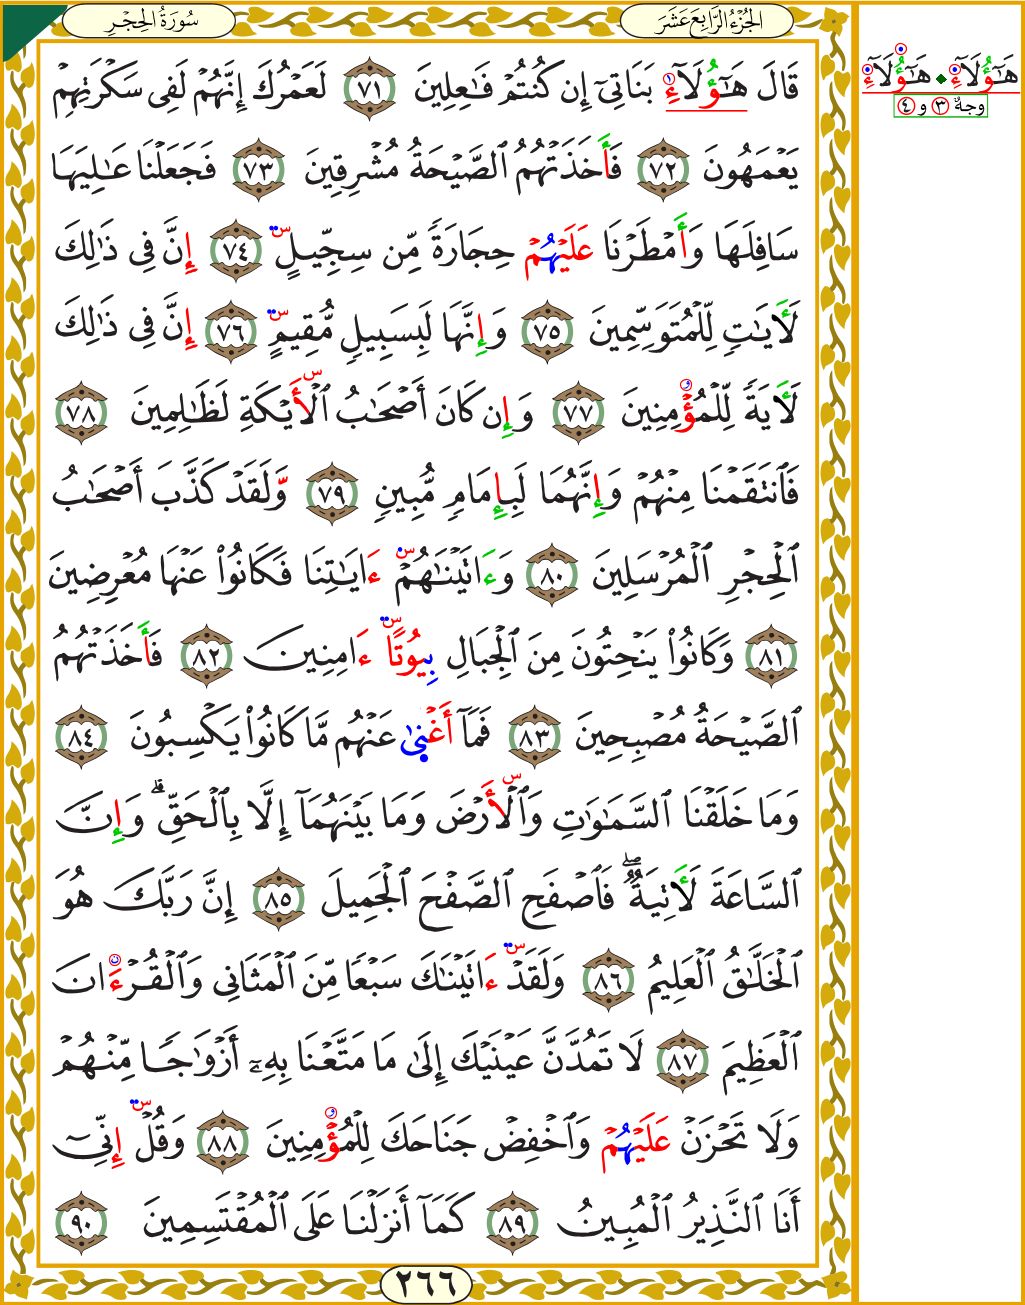 الجُزْءُ الرَّابِعَ عَشَرَ
سُورَةُ الحِجْرِ
قَالَ هَـٰٓؤُلَآءِ بَنَاتِىٓ إِن كُنتُمْ فَـٰعِلِينَ ٧١ لَعَمْرُكَ إِنَّهُمْ لَفِى سَكْرَتِهِمْ
يَعْمَهُونَ ٧٢ فَأَخَذَتْهُمُ ٱلصَّيْحَةُ مُشْرِقِينَ ٧٣ فَجَعَلْنَا عَـٰلِيَهَا
سَافِلَهَا وَأَمْطَرْنَا عَلَيْهُمْ حِجَارَةً مِّن سِجِّيلٍ ٧٤ إِنَّ فِى ذَٰلِكَ
لَأَيَـٰتٍ لِّلْمُتَوَسِّمِينَ ٧٥ وَإِنَّهَا لَبِسَبِيلٍ مُّقِيمٍ ٧٦ إِنَّ فِى ذَٰلِكَ
لَأَيَةً لِّلْمُؤْمِنِينَ ٧٧ وَإِن كَانَ أَصْحَـٰبُ ٱلْأَيْكَةِ لَظَـٰلِمِينَ ٧٨
فَٱنتَقَمْنَا مِنْهُمْ وَإِنَّهُمَا لَبِإِمَامٍ مُّبِينٍ ٧٩ وَلَقَدْ كَذَّبَ أَصْحَـٰبُ
ٱلْحِجْرِ ٱلْمُرْسَلِينَ ٨٠ وَءَاتَيْنَـٰهُمْ ءَايَـٰتِنَا فَكَانُوا۟ عَنْهَا مُعْرِضِينَ
٨١ وَكَانُوا۟ يَنْحِتُونَ مِنَ ٱلْجِبَالِ بِيُوتًا ءَامِنِينَ ٨٢ فَأَخَذَتْهُمُ
ٱلصَّيْحَةُ مُصْبِحِينَ ٨٣ فَمَآ أَغْنَىٰ عَنْهُم مَّا كَانُوا۟ يَكْسِبُونَ ٨٤
وَمَا خَلَقْنَا ٱلسَّمَـٰوَٰتِ وَٱلْأَرْضَ وَمَا بَيْنَهُمَآ إِلَّا بِٱلْحَقِّ ۗ وَإِنَّ
ٱلسَّاعَةَ لَأَتِيَةٌ ۖ فَٱصْفَحِ ٱلصَّفْحَ ٱلْجَمِيلَ ٨٥ إِنَّ رَبَّكَ هُوَ
ٱلْخَلَّـٰقُ ٱلْعَلِيمُ ٨٦ وَلَقَدْ ءَاتَيْنَـٰكَ سَبْعًا مِّنَ ٱلْمَثَانِى وَٱلْقُرْءَانَ
ٱلْعَظِيمَ ٨٧ لَا تَمُدَّنَّ عَيْنَيْكَ إِلَىٰ مَا مَتَّعْنَا بِهِۦٓ أَزْوَٰجًا مِّنْهُمْ
وَلَا تَحْزَنْ عَلَيْهُمْ وَٱخْفِضْ جَنَاحَكَ لِلْمُؤْمِنِينَ ٨٨ وَقُلْ إِنِّىٓ
أَنَا ٱلنَّذِيرُ ٱلْمُبِينُ ٨٩ كَمَآ أَنزَلْنَا عَلَى ٱلْمُقْتَسِمِينَ ٩٠
٢٦٦
هَـٰٓؤُلَآءِ هَـٰٓؤُلَآءِ
وجهُ ٣ و ٤